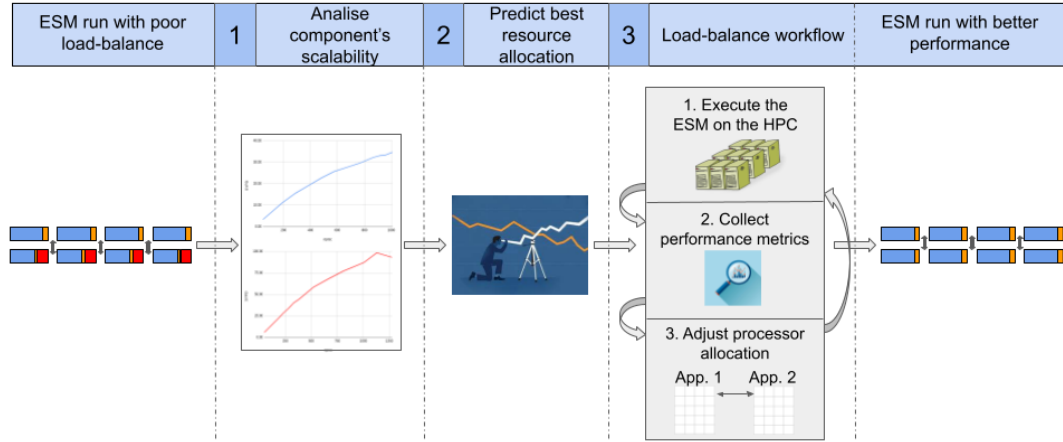 ESM run with poor
load-balance
1
Analise
component's
scalability
2
Predict best
resource
allocation
3
Load-balance workflow
ESM run with better
performance
1. Execute the
ESM on the HPC
2. Collect
performance metrics
3. Adjust processor
allocation
App. 1
App. 2